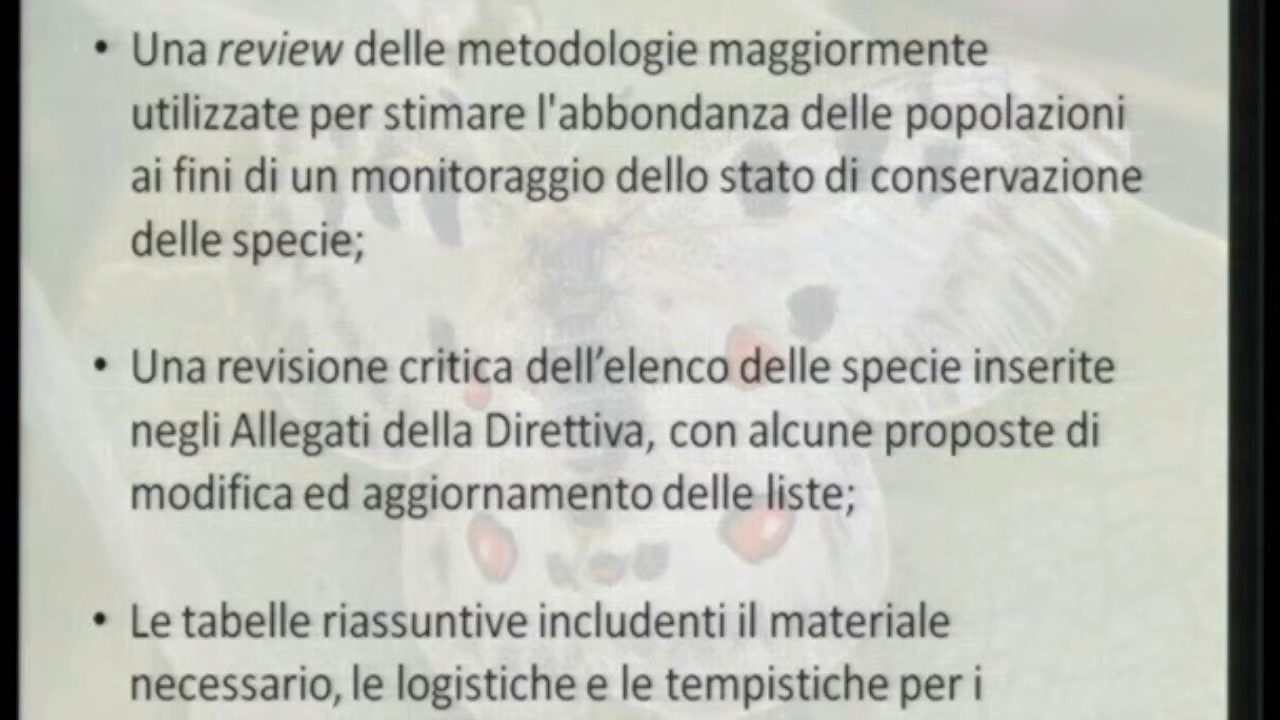 • Una review delle metodologie maggiormente
utilizzate per stimare l'abbondanza delle popolazioni
ai fini di un monitoraggio dello stato di conservazione
delle specie;
• Una revisione critica dell’elenco delle specie inserite
negli Allegati della Direttiva, con alcune proposte di
modifica ed aggiornamento delle liste;
• Le tabelle riassuntive includenti il materiale
necessario, le logistiche e le tempistiche per i